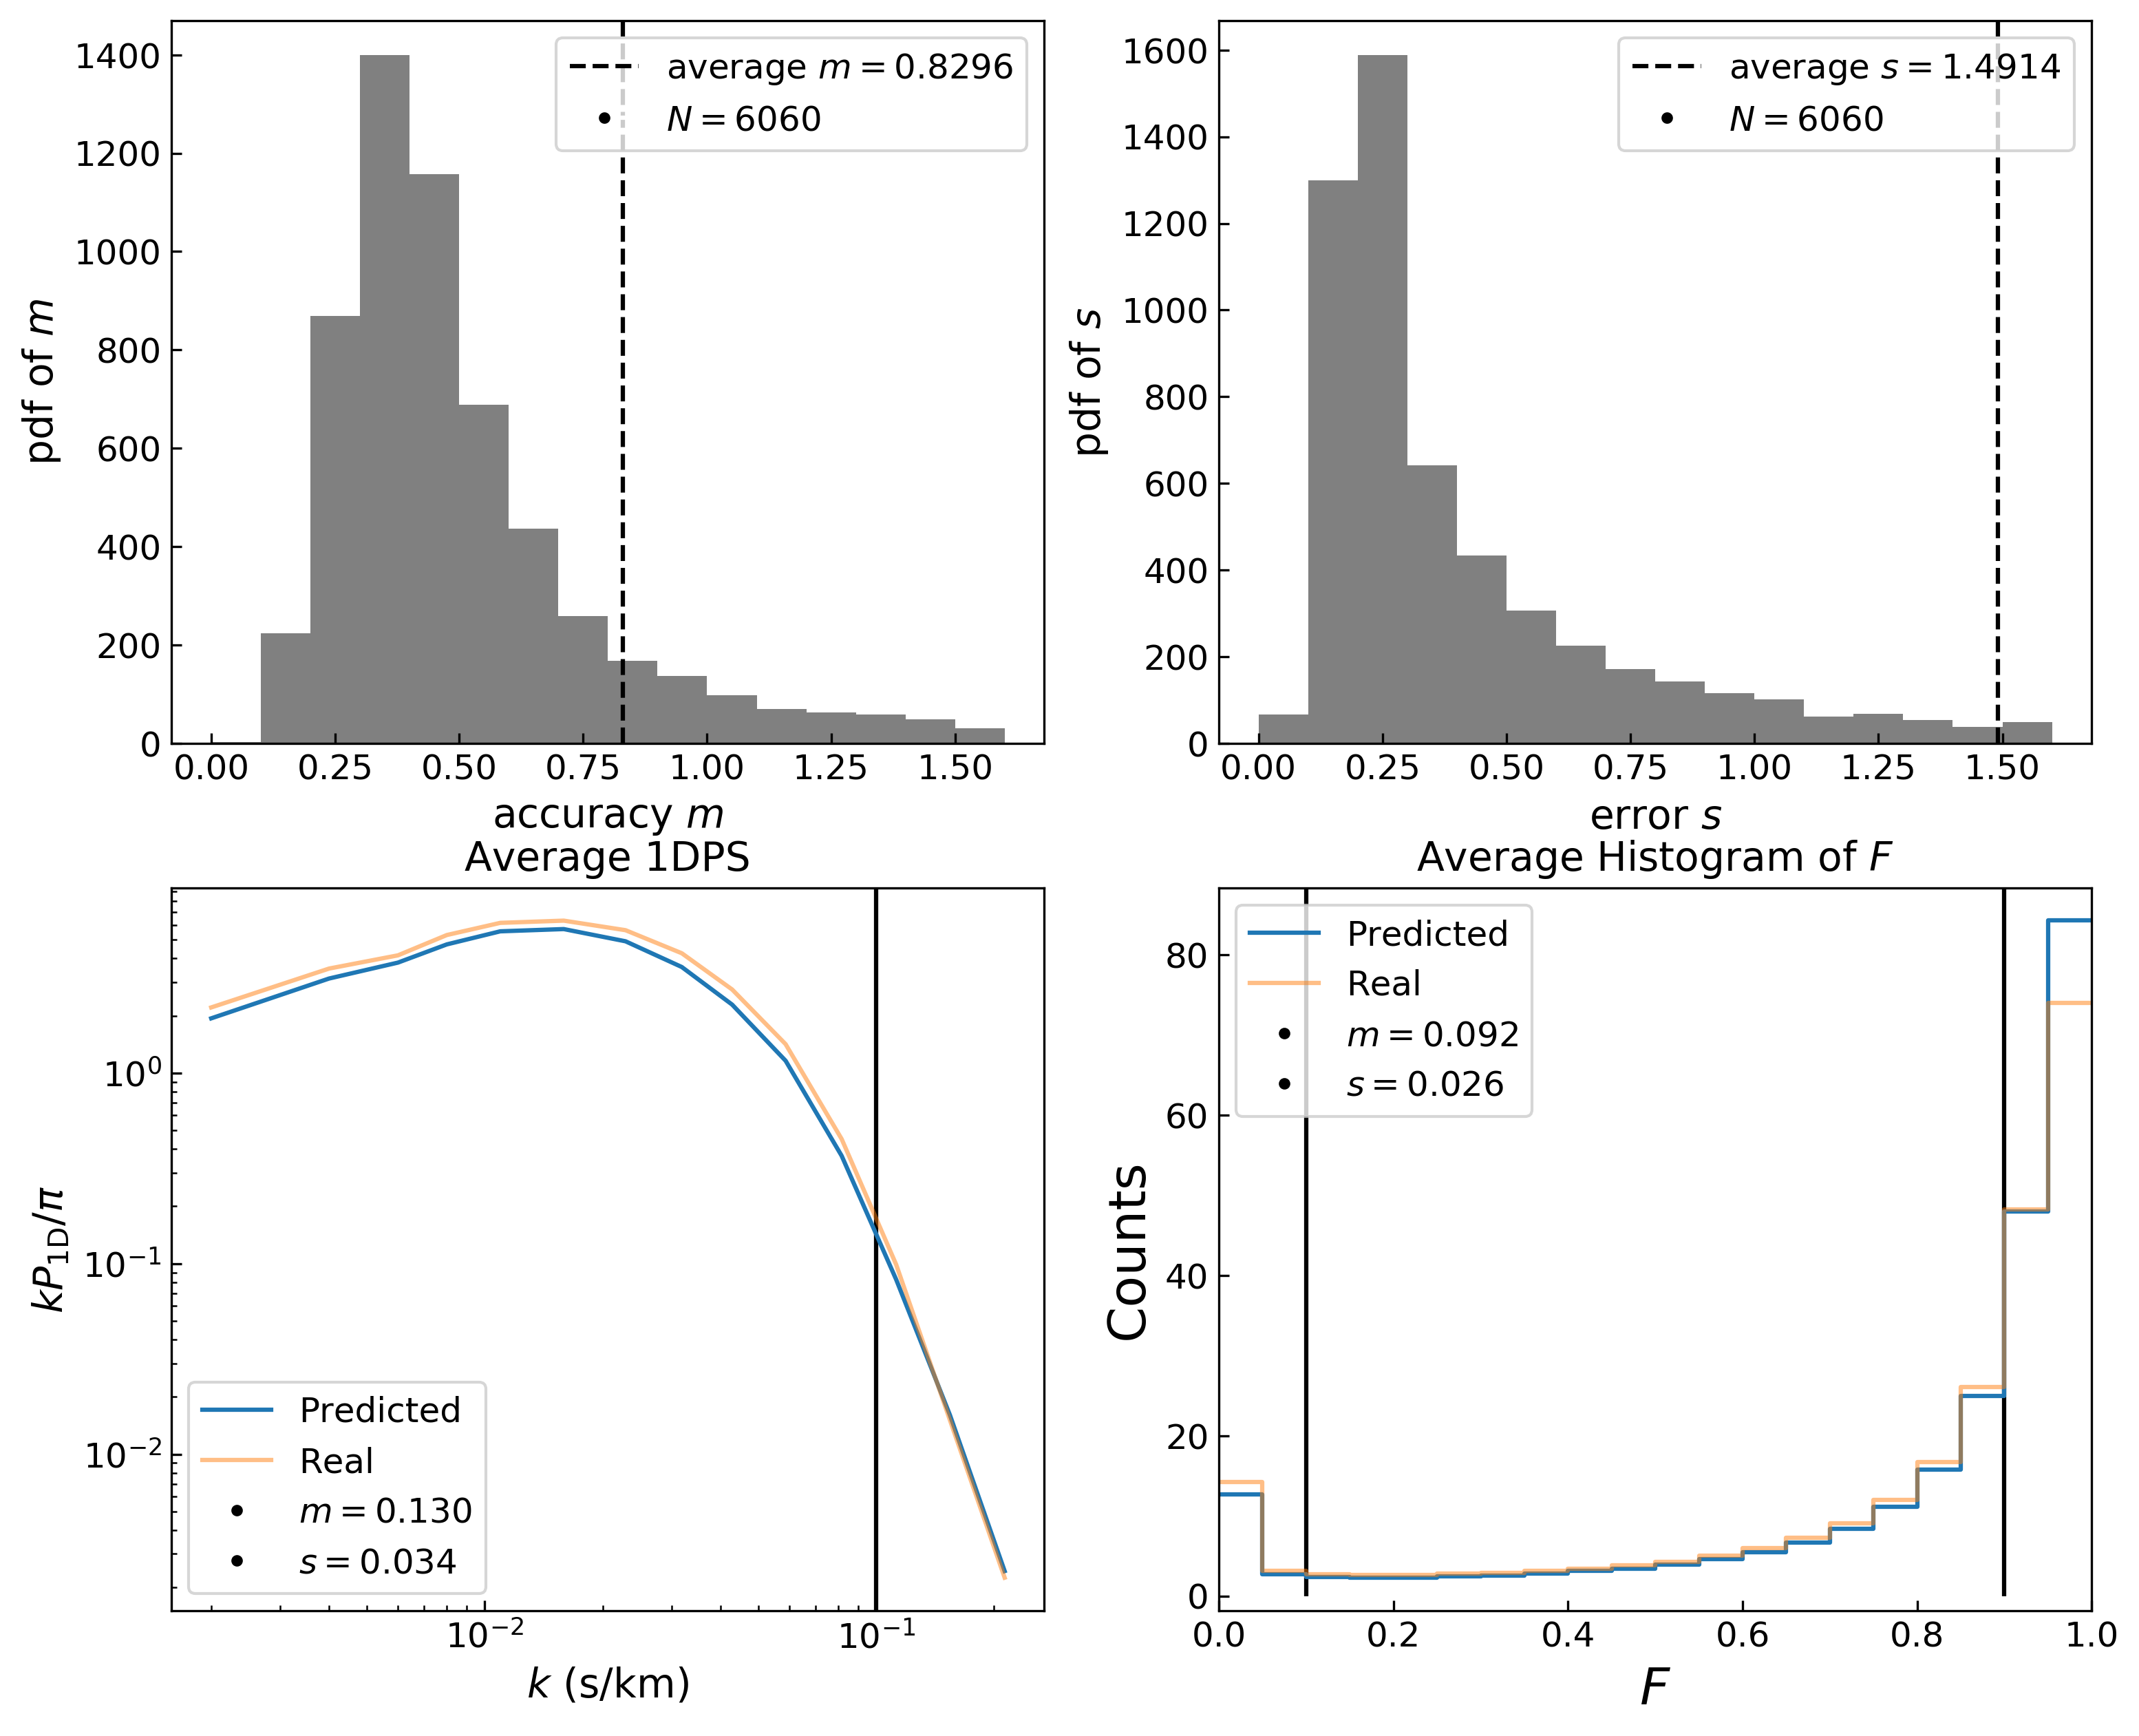 average m = 0.8296
N = 6060
1400
1200
1000
800
600
400
200
0
pdf of m
0.00 0.25 0.50 0.75 1.00 1.25 1.50
accuracy m
average s = 1.4914
N = 6060
1600
1400
1200
1000
800
600
400
200
0
pdf of s
0.00 0.25 0.50 0.75 1.00 1.25 1.50
error s
Average 1DPS
10⁰
10⁻¹
10⁻²
kP₁D/π
Predicted
Real
m = 0.130
s = 0.034
10⁻² 10⁻¹
k (s/km)
Average Histogram of F
Predicted
Real
m = 0.092
s = 0.026
80
60
40
20
0
Counts
0.0 0.2 0.4 0.6 0.8 1.0
F